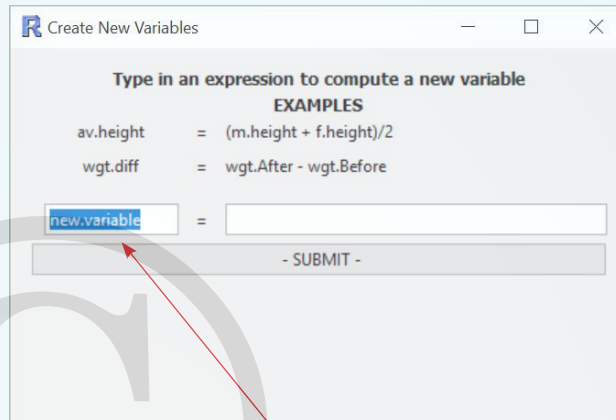 Create New Variables
Type in an expression to compute a new variable
EXAMPLES
av.height = (m.height + f.height)/2
wgt.diff = wgt.After - wgt.Before
new.variable =
- SUBMIT -